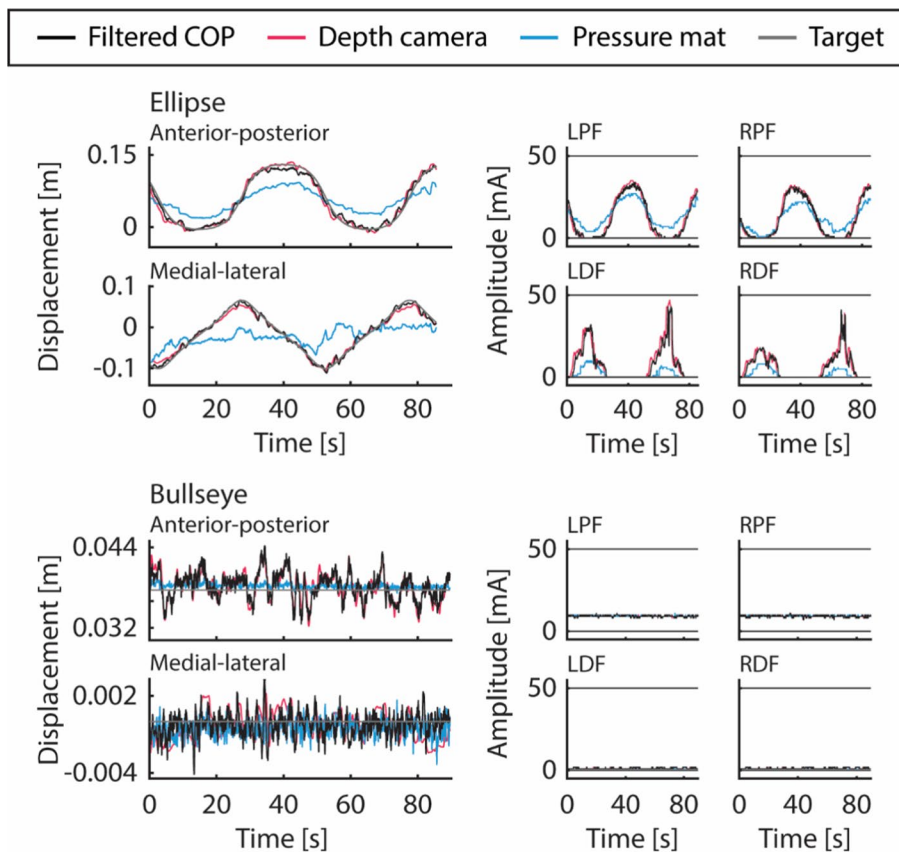 Filtered COP Depth camera Pressure mat Target
Ellipse
Anterior-posterior
0.15
0
Displacement [m]
Medial-lateral
0.1
0
-0.1
0 20 40 60 80
Time [s]
LPF
50
0
RPF
Amplitude [mA]
LDF
50
0
0 40 80
Time [s]
RDF
0 40 80
Time [s]
Bullseye
Anterior-posterior
0.044
0.032
Displacement [m]
Medial-lateral
0.002
-0.004
0 20 40 60 80
Time [s]
LPF
50
0
RPF
50
0
Amplitude [mA]
LDF
50
0
0 40 80
Time [s]
RDF
50
0
0 40 80
Time [s]